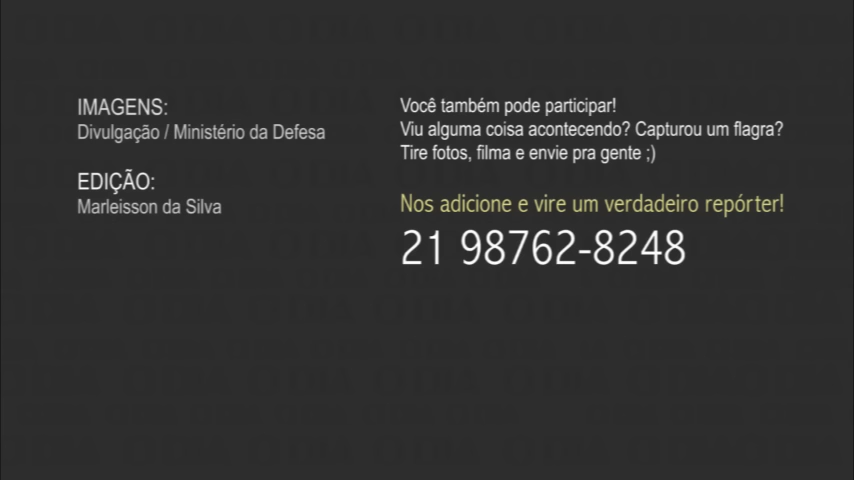 IMAGENS:
Divulgação / Ministério da Defesa
EDIÇÃO:
Marleisson da Silva
Você também pode participar!
Viu alguma coisa acontecendo? Capturou um flagra?
Tire fotos, filma e envie pra gente ;)
Nos adicione e vire um verdadeiro repórter!
21 98762-8248